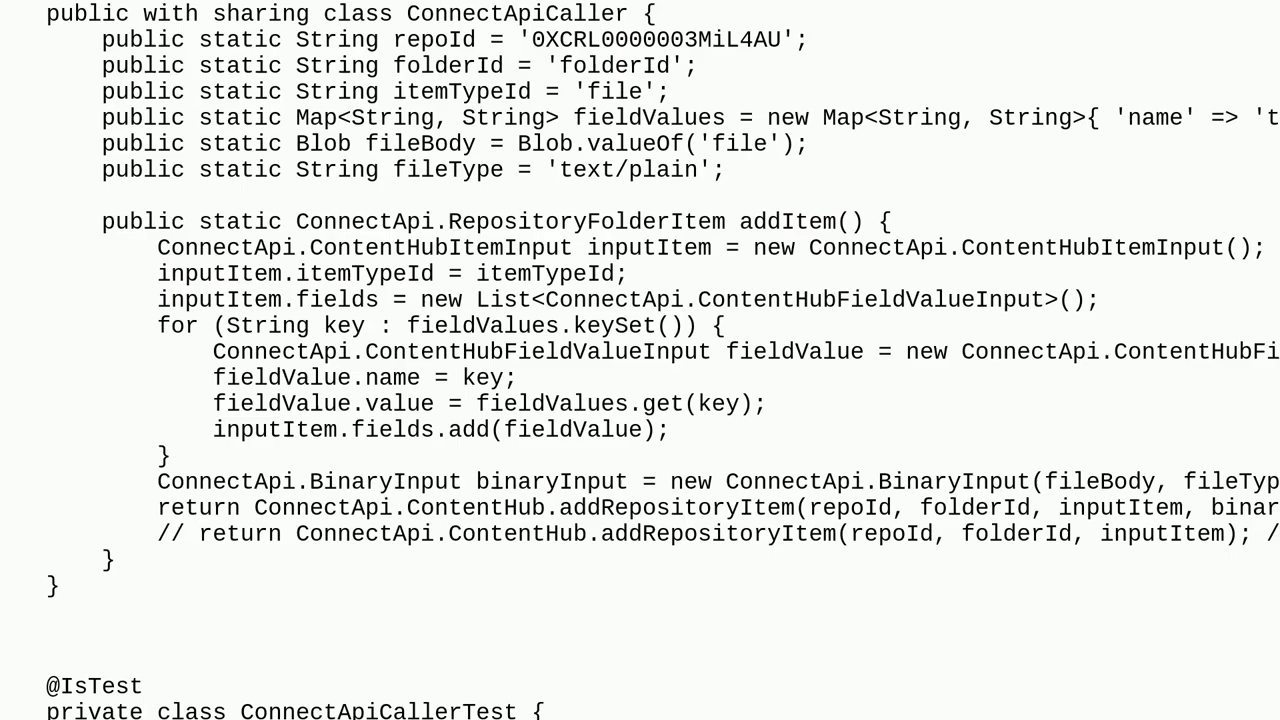 public with sharing class ConnectApiCaller {
public static String repoId = '0XCRL0000003MiL4AU';
public static String folderId = 'folderId';
public static String itemTypeId = 'file';
public static Map<String, String> fieldValues = new Map<String, String>{ 'name' => 't
public static Blob fileBody = Blob.valueOf('file');
public static String fileType = 'text/plain';
public static ConnectApi.RepositoryFolderItem addItem() {
ConnectApi.ContentHubItemInput inputItem = new ConnectApi.ContentHubItemInput();
inputItem.itemTypeId = itemTypeId;
inputItem.fields = new List<ConnectApi.ContentHubFieldValueInput>();
for (String key : fieldValues.keySet()) {
ConnectApi.ContentHubFieldValueInput fieldValue = new ConnectApi.ContentHubFi
fieldValue.name = key;
fieldValue.value = fieldValues.get(key);
inputItem.fields.add(fieldValue);
}
ConnectApi.BinaryInput binaryInput = new ConnectApi.BinaryInput(fileBody, fileTyp
return ConnectApi.ContentHub.addRepositoryItem(repoId, folderId, inputItem, binar
// return ConnectApi.ContentHub.addRepositoryItem(repoId, folderId, inputItem); /
}
}
@IsTest
private class ConnectApiCallerTest {